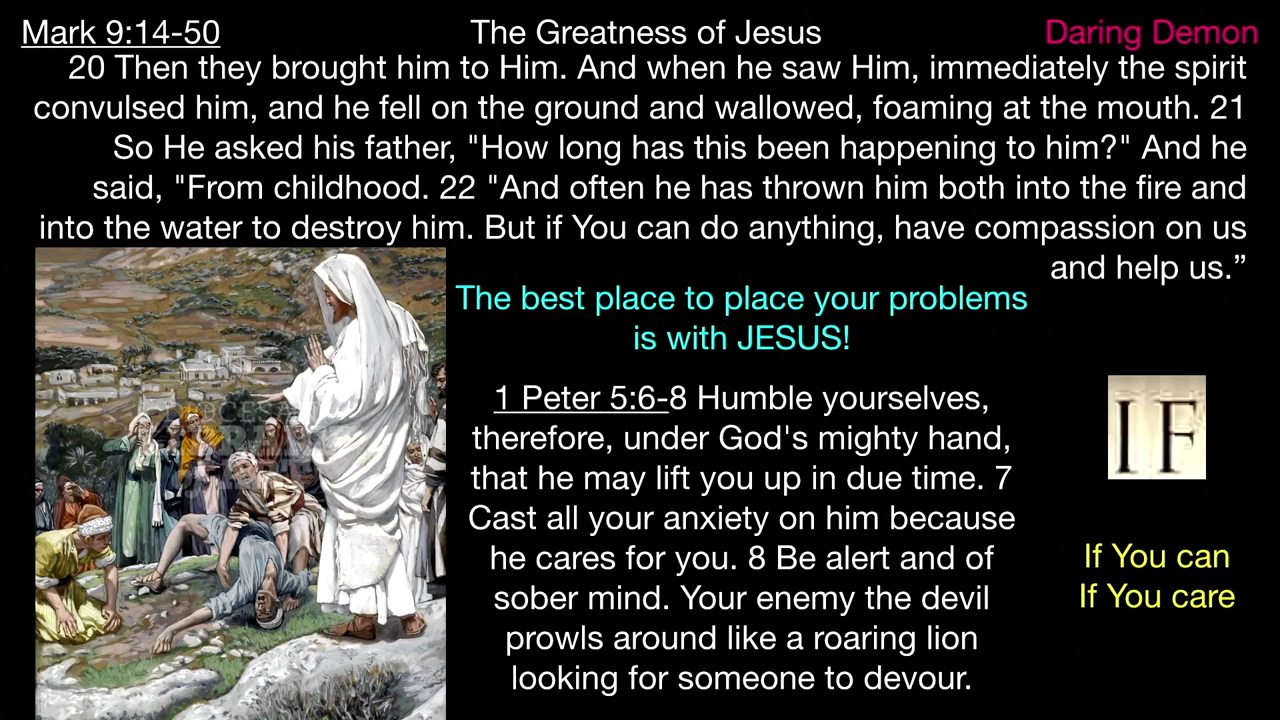 Mark 9:14-50
The Greatness of Jesus
Daring Demon
20 Then they brought him to Him. And when he saw Him, immediately the spirit
convulsed him, and he fell on the ground and wallowed, foaming at the mouth. 21
So He asked his father, "How long has this been happening to him?" And he
said, "From childhood. 22 "And often he has thrown him both into the fire and
into the water to destroy him. But if You can do anything, have compassion on us
and help us.”
The best place to place your problems
is with JESUS!
1 Peter 5:6-8 Humble yourselves,
therefore, under God's mighty hand,
that he may lift you up in due time. 7
Cast all your anxiety on him because
he cares for you. 8 Be alert and of
sober mind. Your enemy the devil
prowls around like a roaring lion
looking for someone to devour.
IF
If You can
If You care